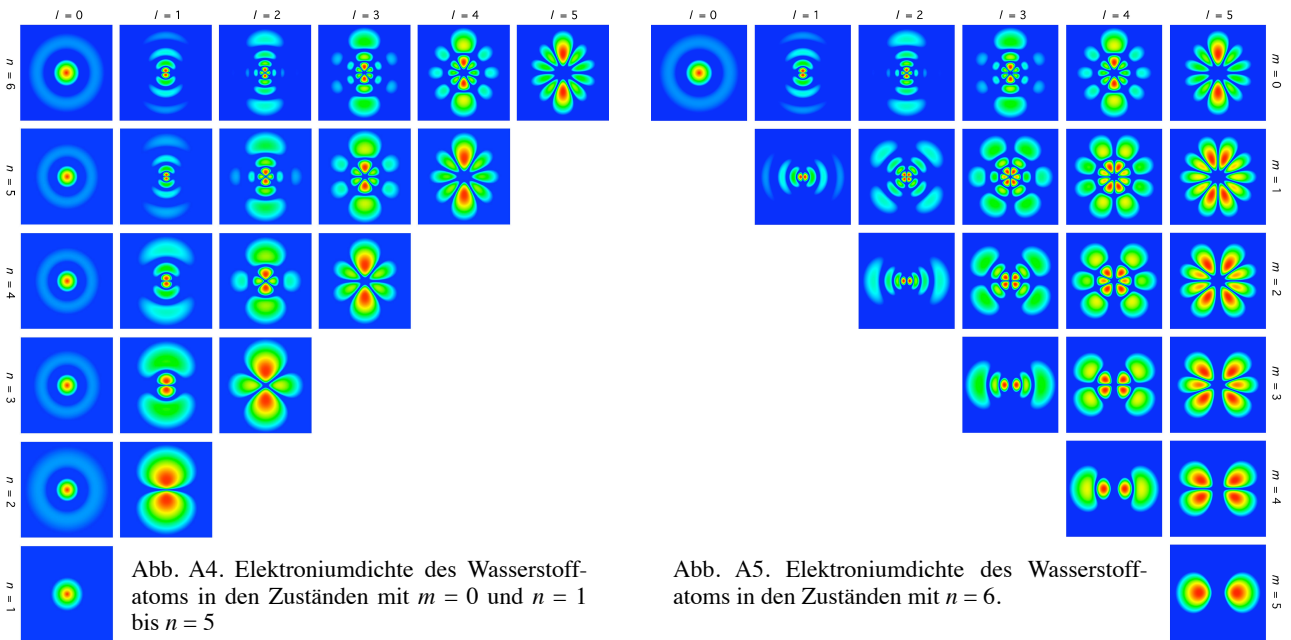 l = 0 l = 1 l = 2 l = 3 l = 4 l = 5
n = 6
n = 5
n = 4
n = 3
n = 2
n = 1
Abb. A4. Elektroniumdichte des Wasserstoff-
atoms in den Zuständen mit m = 0 und n = 1
bis n = 5
l = 0 l = 1 l = 2 l = 3 l = 4 l = 5
m = 0
m = 1
m = 2
m = 3
m = 4
m = 5
Abb. A5. Elektroniumdichte des Wasserstoff-
atoms in den Zuständen mit n = 6.